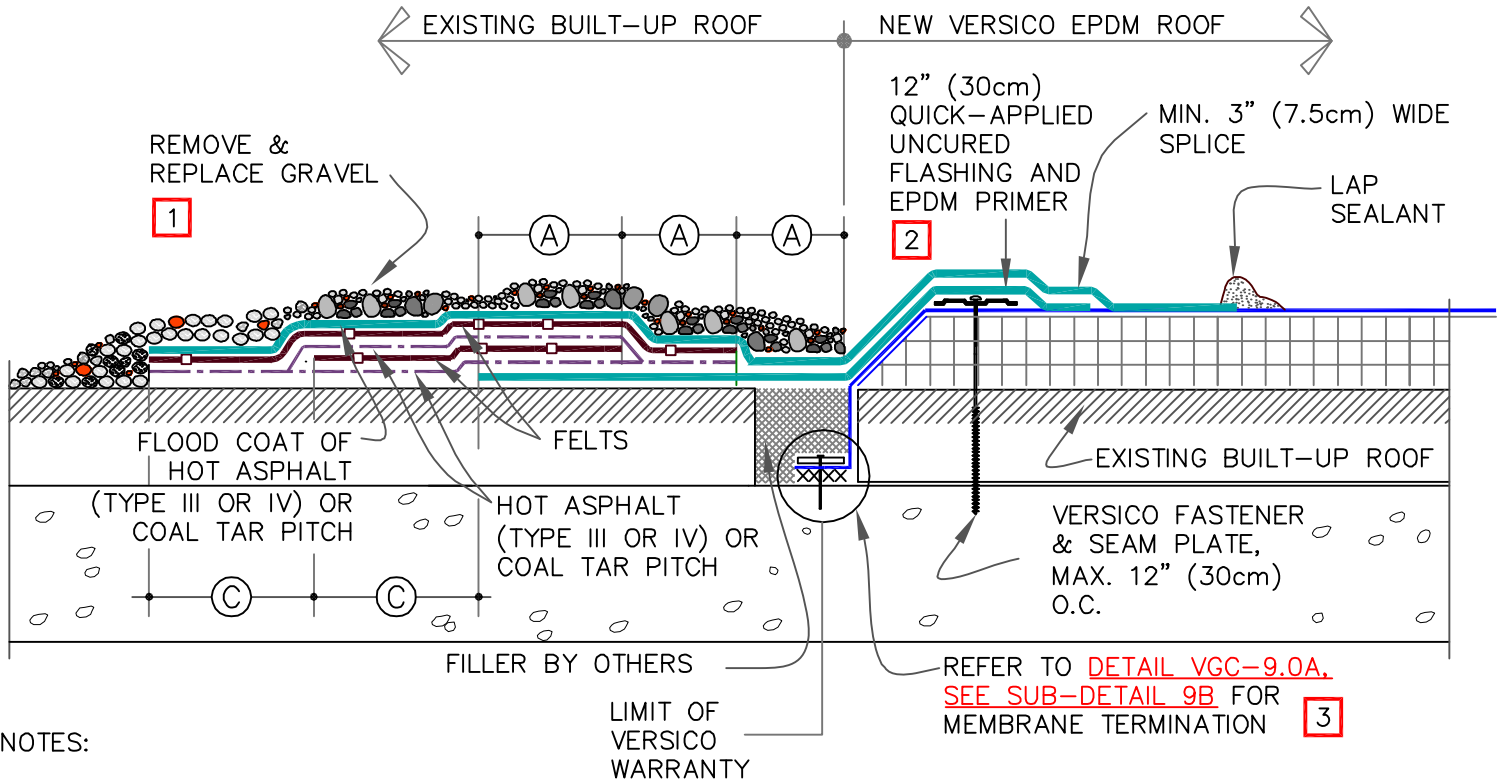 EXISTING BUILT-UP ROOF
NEW VERSICO EPDM ROOF
REMOVE &
REPLACE GRAVEL
1
12" (30cm)
QUICK-APPLIED
UNCURED
FLASHING AND
EPDM PRIMER
2
MIN. 3" (7.5cm) WIDE
SPLICE
LAP
SEALANT
A
A
A
FLOOD COAT OF
HOT ASPHALT
(TYPE III OR IV) OR
COAL TAR PITCH
FELTS
HOT ASPHALT
(TYPE III OR IV) OR
COAL TAR PITCH
EXISTING BUILT-UP ROOF
VERSICO FASTENER
& SEAM PLATE,
MAX. 12" (30cm)
O.C.
C
C
FILLER BY OTHERS
REFER TO DETAIL VGC-9.0A,
SEE SUB-DETAIL 9B FOR
MEMBRANE TERMINATION
3
LIMIT OF
VERSICO
WARRANTY
NOTES: